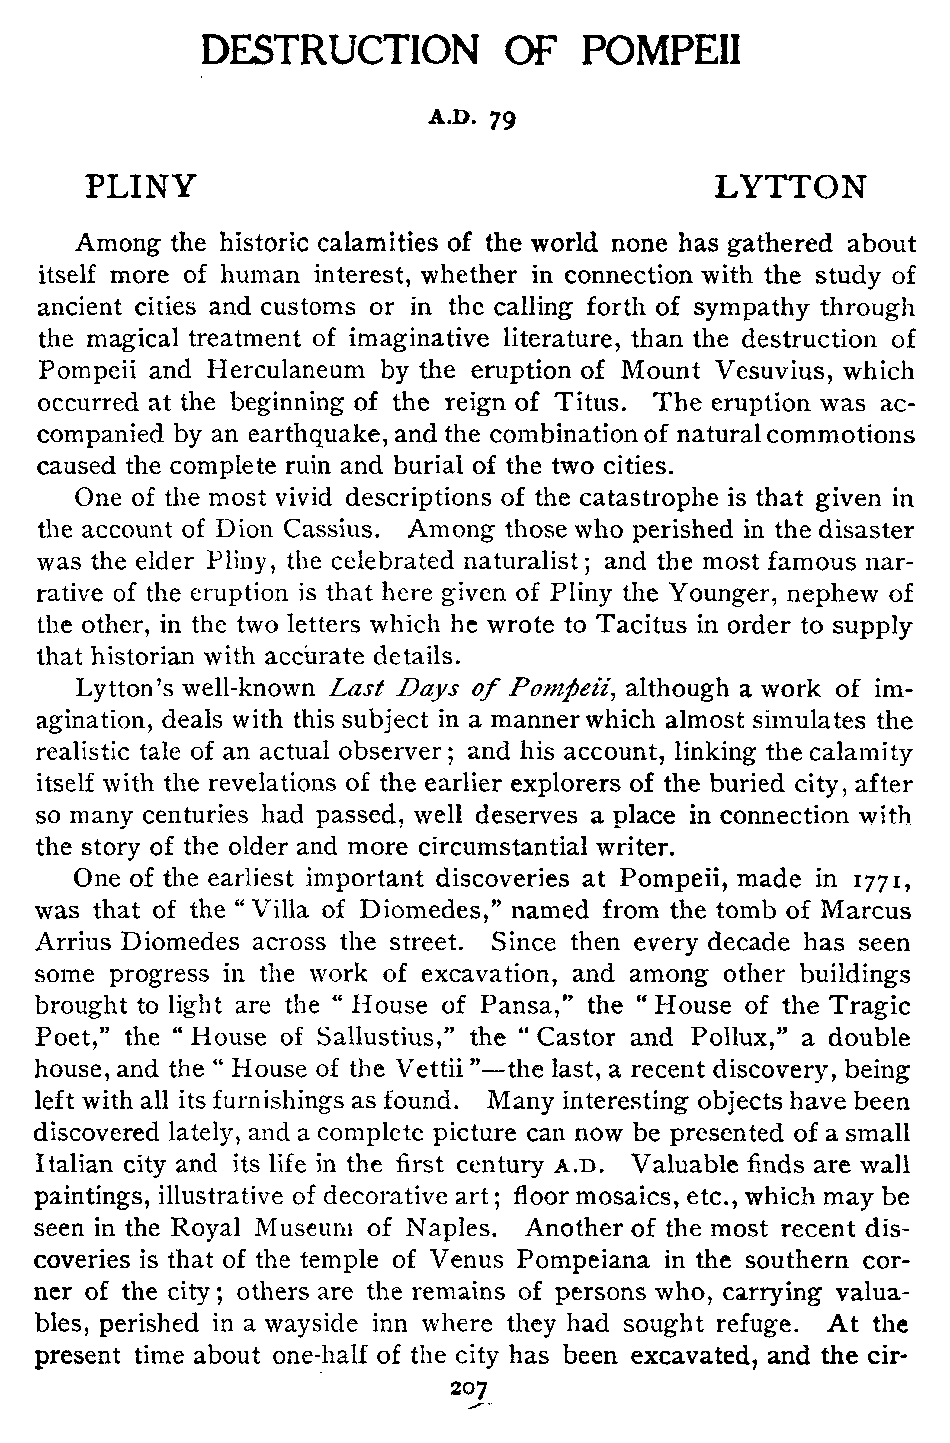 DESTRUCTION OF POMPEII
A.D. 79
PLINY LYTTON
Among the historic calamities of the world none has gathered about
itself more of human interest, whether in connection with the study of
ancient cities and customs or in the calling forth of sympathy through
the magical treatment of imaginative literature, than the destruction of
Pompeii and Herculaneum by the eruption of Mount Vesuvius, which
occurred at the beginning of the reign of Titus. The eruption was ac-
companied by an earthquake, and the combination of natural commotions
caused the complete ruin and burial of the two cities.
One of the most vivid descriptions of the catastrophe is that given in
the account of Dion Cassius. Among those who perished in the disaster
was the elder Pliny, the celebrated naturalist; and the most famous nar-
rative of the eruption is that here given of Pliny the Younger, nephew of
the other, in the two letters which he wrote to Tacitus in order to supply
that historian with accurate details.
Lytton's well-known Last Days of Pompeii, although a work of im-
agination, deals with this subject in a manner which almost simulates the
realistic tale of an actual observer; and his account, linking the calamity
itself with the revelations of the earlier explorers of the buried city, after
so many centuries had passed, well deserves a place in connection with
the story of the older and more circumstantial writer.
One of the earliest important discoveries at Pompeii, made in 1771,
was that of the "Villa of Diomedes," named from the tomb of Marcus
Arrius Diomedes across the street. Since then every decade has seen
some progress in the work of excavation, and among other buildings
brought to light are the "House of Pansa," the "House of the Tragic
Poet," the "House of Sallustius," the "Castor and Pollux," a double
house, and the "House of the Vettii"—the last, a recent discovery, being
left with all its furnishings as found. Many interesting objects have been
discovered lately, and a complete picture can now be presented of a small
Italian city and its life in the first century A.D. Valuable finds are wall
paintings, illustrative of decorative art; floor mosaics, etc., which may be
seen in the Royal Museum of Naples. Another of the most recent dis-
coveries is that of the temple of Venus Pompeiana in the southern cor-
ner of the city; others are the remains of persons who, carrying valua-
bles, perished in a wayside inn where they had sought refuge. At the
present time about one-half of the city has been excavated, and the cir-
207